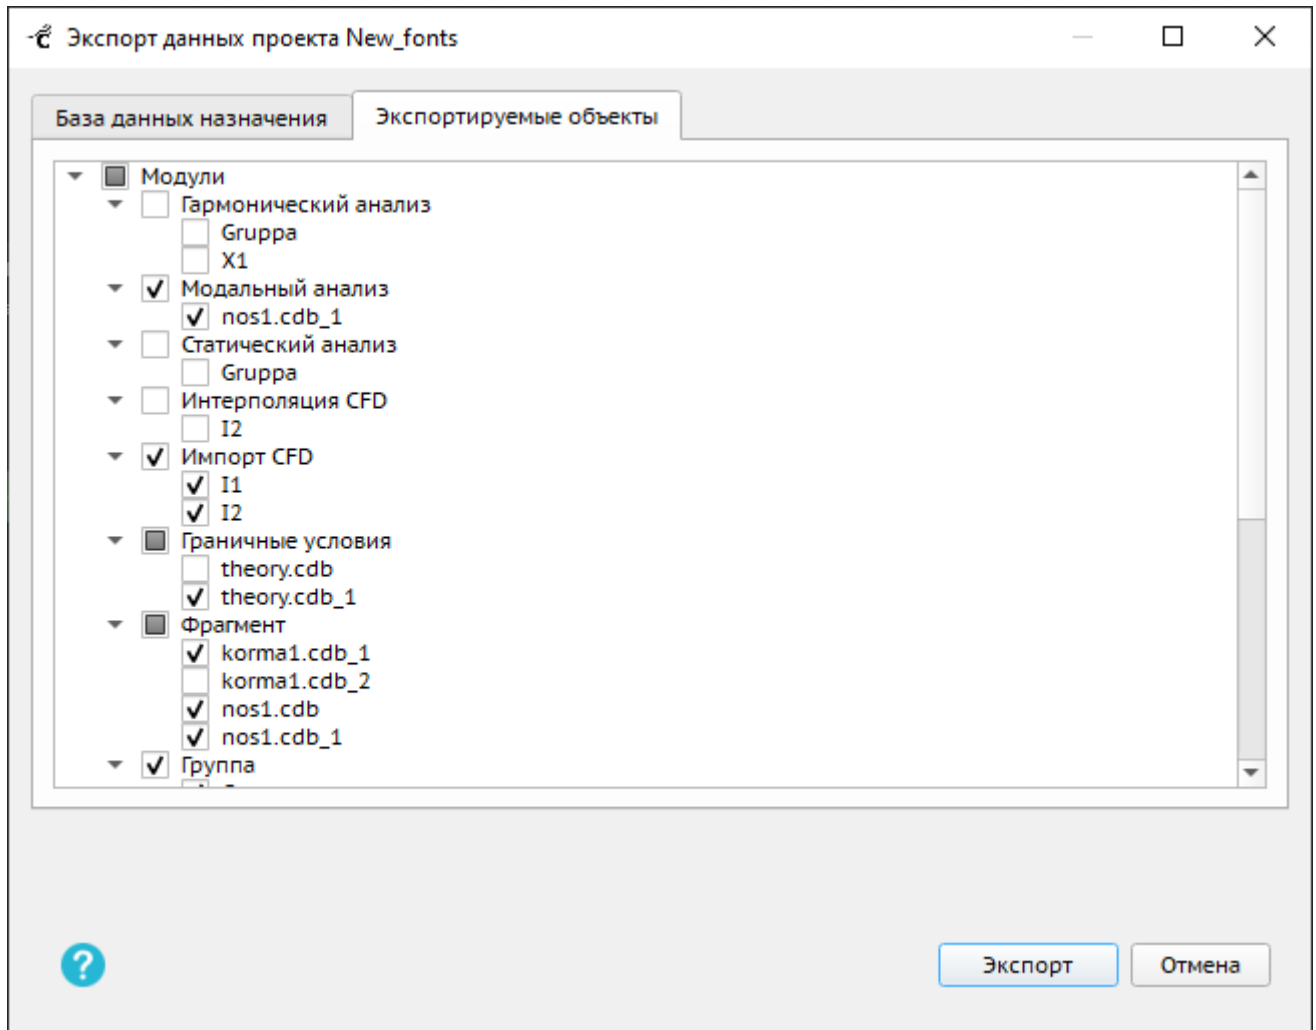 Экспорт данных проекта New_fonts
База данных назначения
Экспортируемые объекты
Модули
Гармонический анализ
Gruppa
X1
Модальный анализ
nos1.cdb_1
Статический анализ
Gruppa
Интерполяция CFD
I2
Импорт CFD
I1
I2
Граничные условия
theory.cdb
theory.cdb_1
Фрагмент
korma1.cdb_1
korma1.cdb_2
nos1.cdb
nos1.cdb_1
Группа
?
Экспорт
Отмена